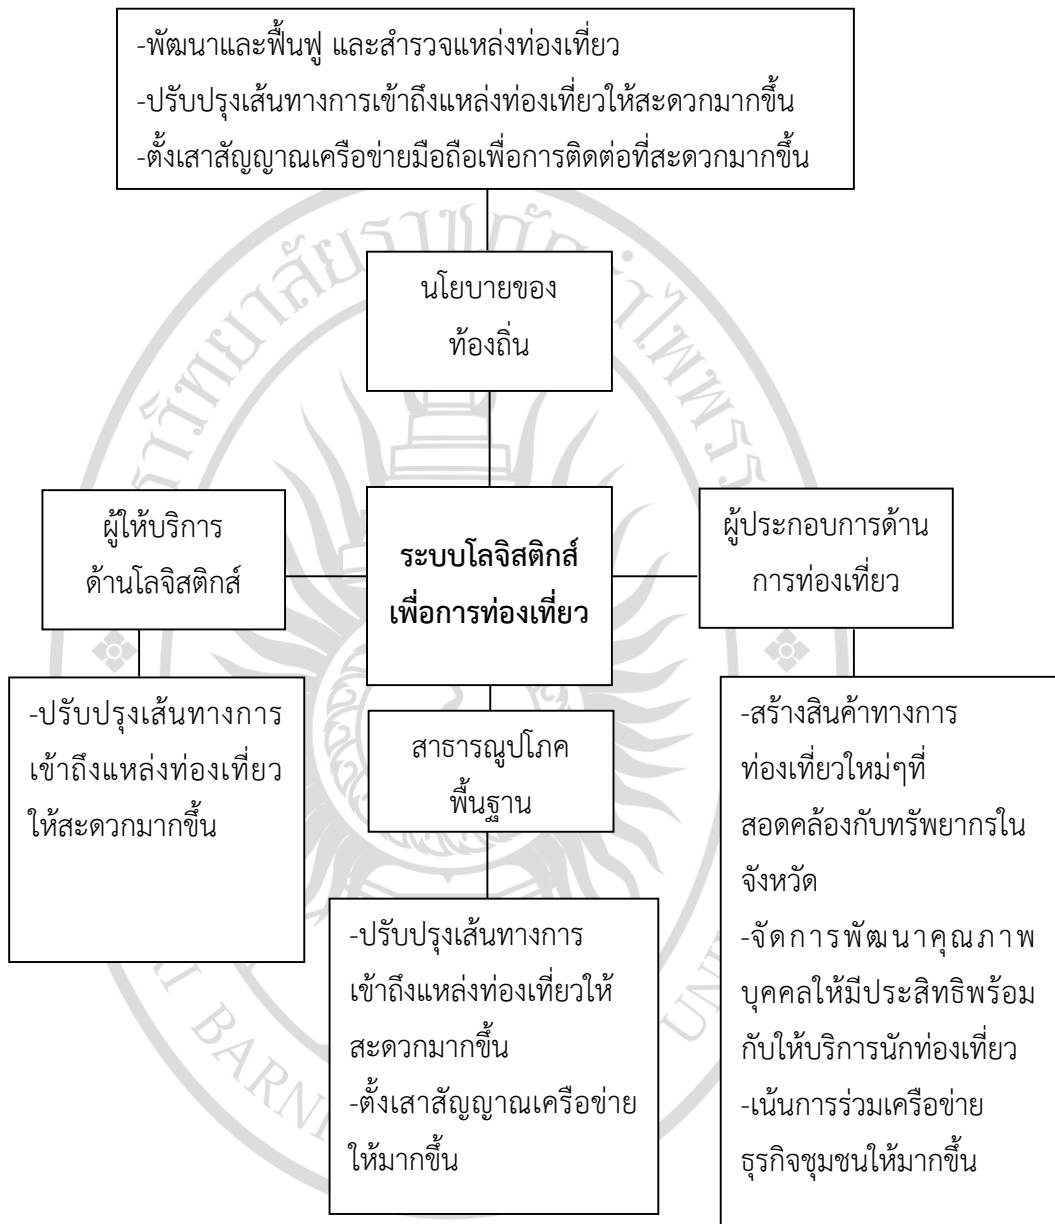 -พัฒนาและฟื้นฟู และสำรวจแหล่งท่องเที่ยว
-ปรับปรุงเส้นทางการเข้าถึงแหล่งท่องเที่ยวให้สะดวกมากขึ้น
-ตั้งเสาสัญญาณเครือข่ายมือถือเพื่อการติดต่อที่สะดวกมากขึ้น
นโยบายของ
ท้องถิ่น
ผู้ให้บริการ
ด้านโลจิสติกส์
ระบบโลจิสติกส์
เพื่อการท่องเที่ยว
ผู้ประกอบการด้าน
การท่องเที่ยว
-ปรับปรุงเส้นทางการ
เข้าถึงแหล่งท่องเที่ยว
ให้สะดวกมากขึ้น
สาธารณูปโภค
พื้นฐาน
-ปรับปรุงเส้นทางการ
เข้าถึงแหล่งท่องเที่ยวให้
สะดวกมากขึ้น
-ตั้งเสาสัญญาณเครือข่าย
ให้มากขึ้น
-สร้างสินค้าทางการ
ท่องเที่ยวใหม่ๆที่
สอดคล้องกับทรัพยากรใน
จังหวัด
-จัดการพัฒนาคุณภาพ
บุคคลให้มีประสิทธิพร้อม
กับให้บริการนักท่องเที่ยว
-เน้นการร่วมเครือข่าย
ธุรกิจชุมชนให้มากขึ้น